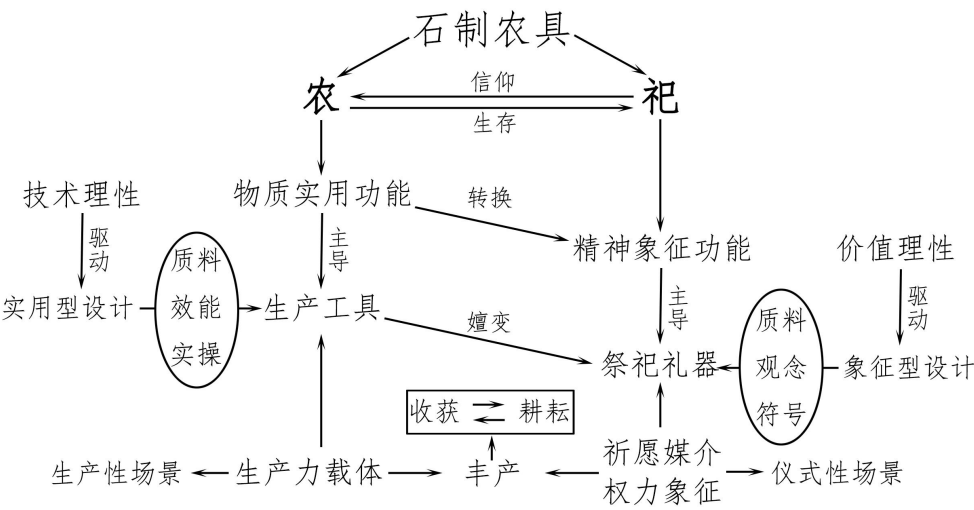 石制农具
农
信仰
生存
祀
技术理性
驱动
物质实用功能
转换
精神象征功能
价值理性
驱动
主导
主导
质料
效能
实操
实用型设计
生产工具
嬗变
祭祀礼器
质料
观念
符号
象征型设计
收获
耕耘
生产性场景
生产力载体
丰产
祈愿媒介
权力象征
仪式性场景